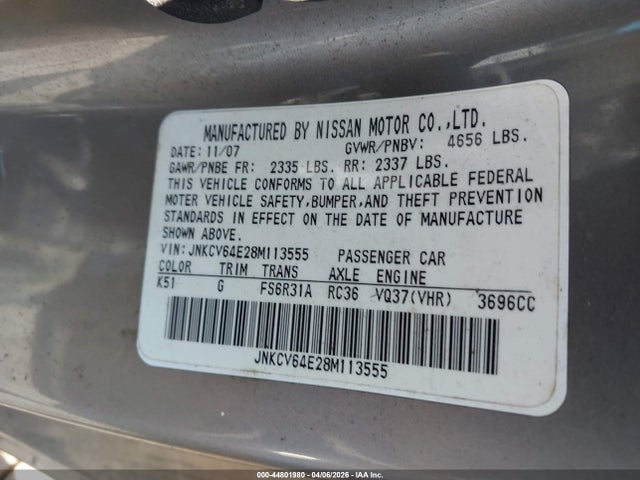 MANUFACTURED BY NISSAN MOTOR CO.,LTD.
DATE: 11/07 GVWR/PNBV: 4656 LBS.
GAWR/PNBE FR: 2335 LBS. RR: 2337 LBS.
THIS VEHICLE CONFORMS TO ALL APPLICABLE FEDERAL
MOTOR VEHICLE SAFETY,BUMPER,AND THEFT PREVENTION
STANDARDS IN EFFECT ON THE DATE OF MANUFACTURE
SHOWN ABOVE.
VIN: JNKCV64E28M113555 PASSENGER CAR
COLOR TRIM TRANS AXLE ENGINE
K51 G FS6R31A RC36 VQ37(VHR) 3696CC
JNKCV64E28M113555
000-44801980 - 04/06/2026 - IAA Inc.